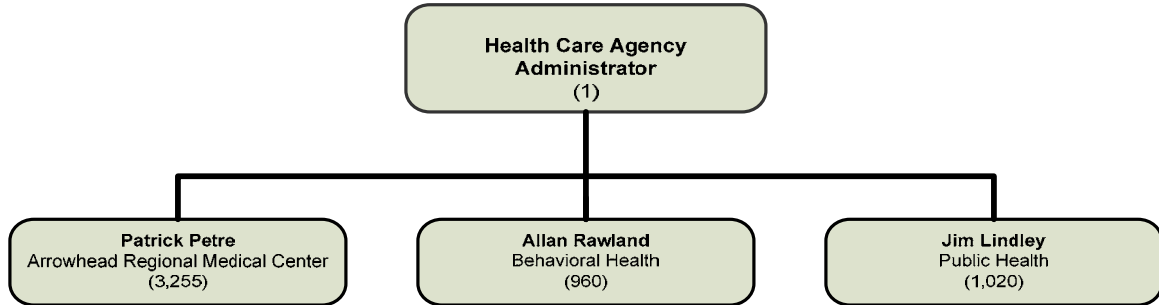 Health Care Agency
Administrator
(1)
Patrick Petre
Arrowhead Regional Medical Center
(3,255)
Allan Rawland
Behavioral Health
(960)
Jim Lindley
Public Health
(1,020)